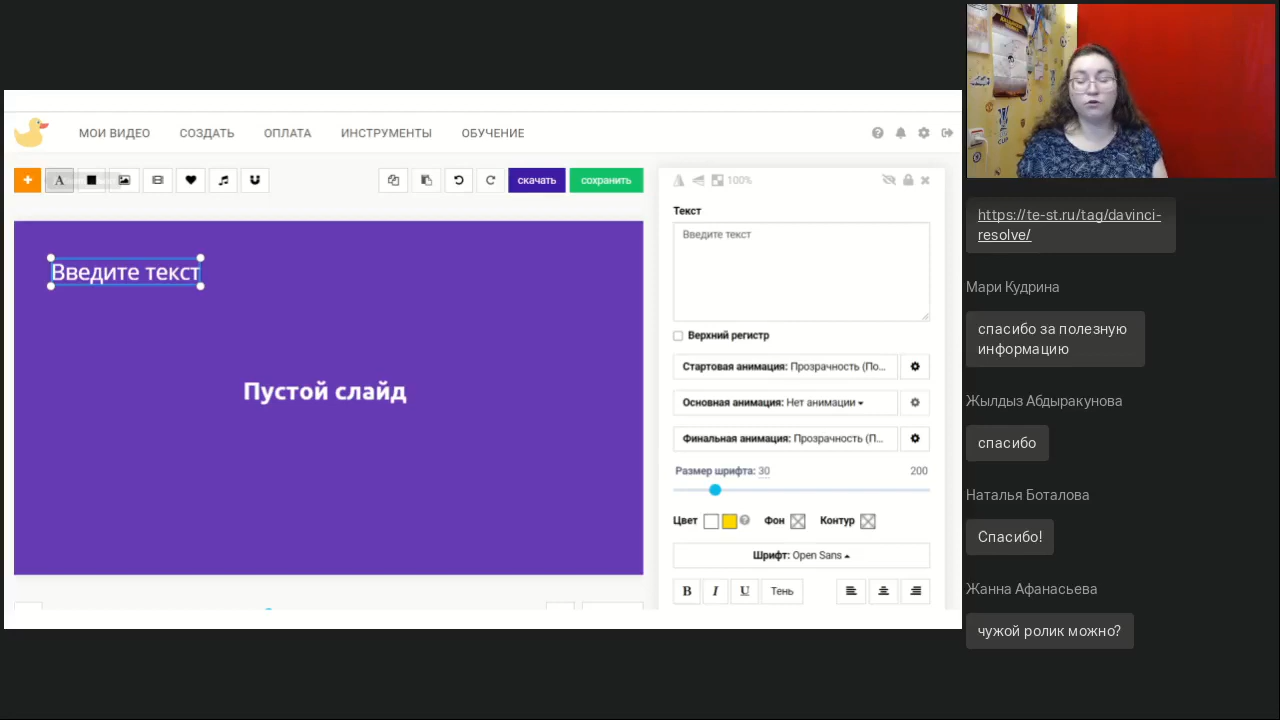 МОИ ВИДЕО СОЗДАТЬ ОПЛАТА ИНСТРУМЕНТЫ ОБУЧЕНИЕ
скачать сохранить
100%
Введите текст
Пустой слайд
Текст
Введите текст
Верхний регистр
Стартовая анимация: Прозрачность (По...
Основная анимация: Нет анимации
Финальная анимация: Прозрачность (П...
Размер шрифта: 30 200
Цвет Фон Контур
Шрифт: Open Sans
B I U Тень
https://te-st.ru/tag/davinci-
resolve/
Мари Кудрина
спасибо за полезную
информацию
Жылдыз Абдыракунова
спасибо
Наталья Боталова
Спасибо!
Жанна Афанасьева
чужой ролик можно?